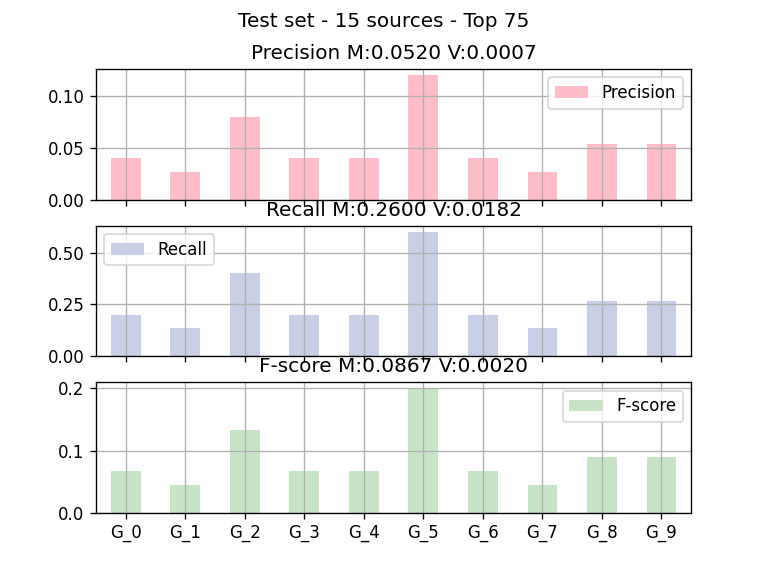 Test set - 15 sources - Top 75
Precision M:0.0520 V:0.0007
0.10
0.05
0.00
Precision
Recall M:0.2600 V:0.0182
0.50
0.25
0.00
Recall
F-score M:0.0867 V:0.0020
0.2
0.1
0.0
F-score
G_0 G_1 G_2 G_3 G_4 G_5 G_6 G_7 G_8 G_9